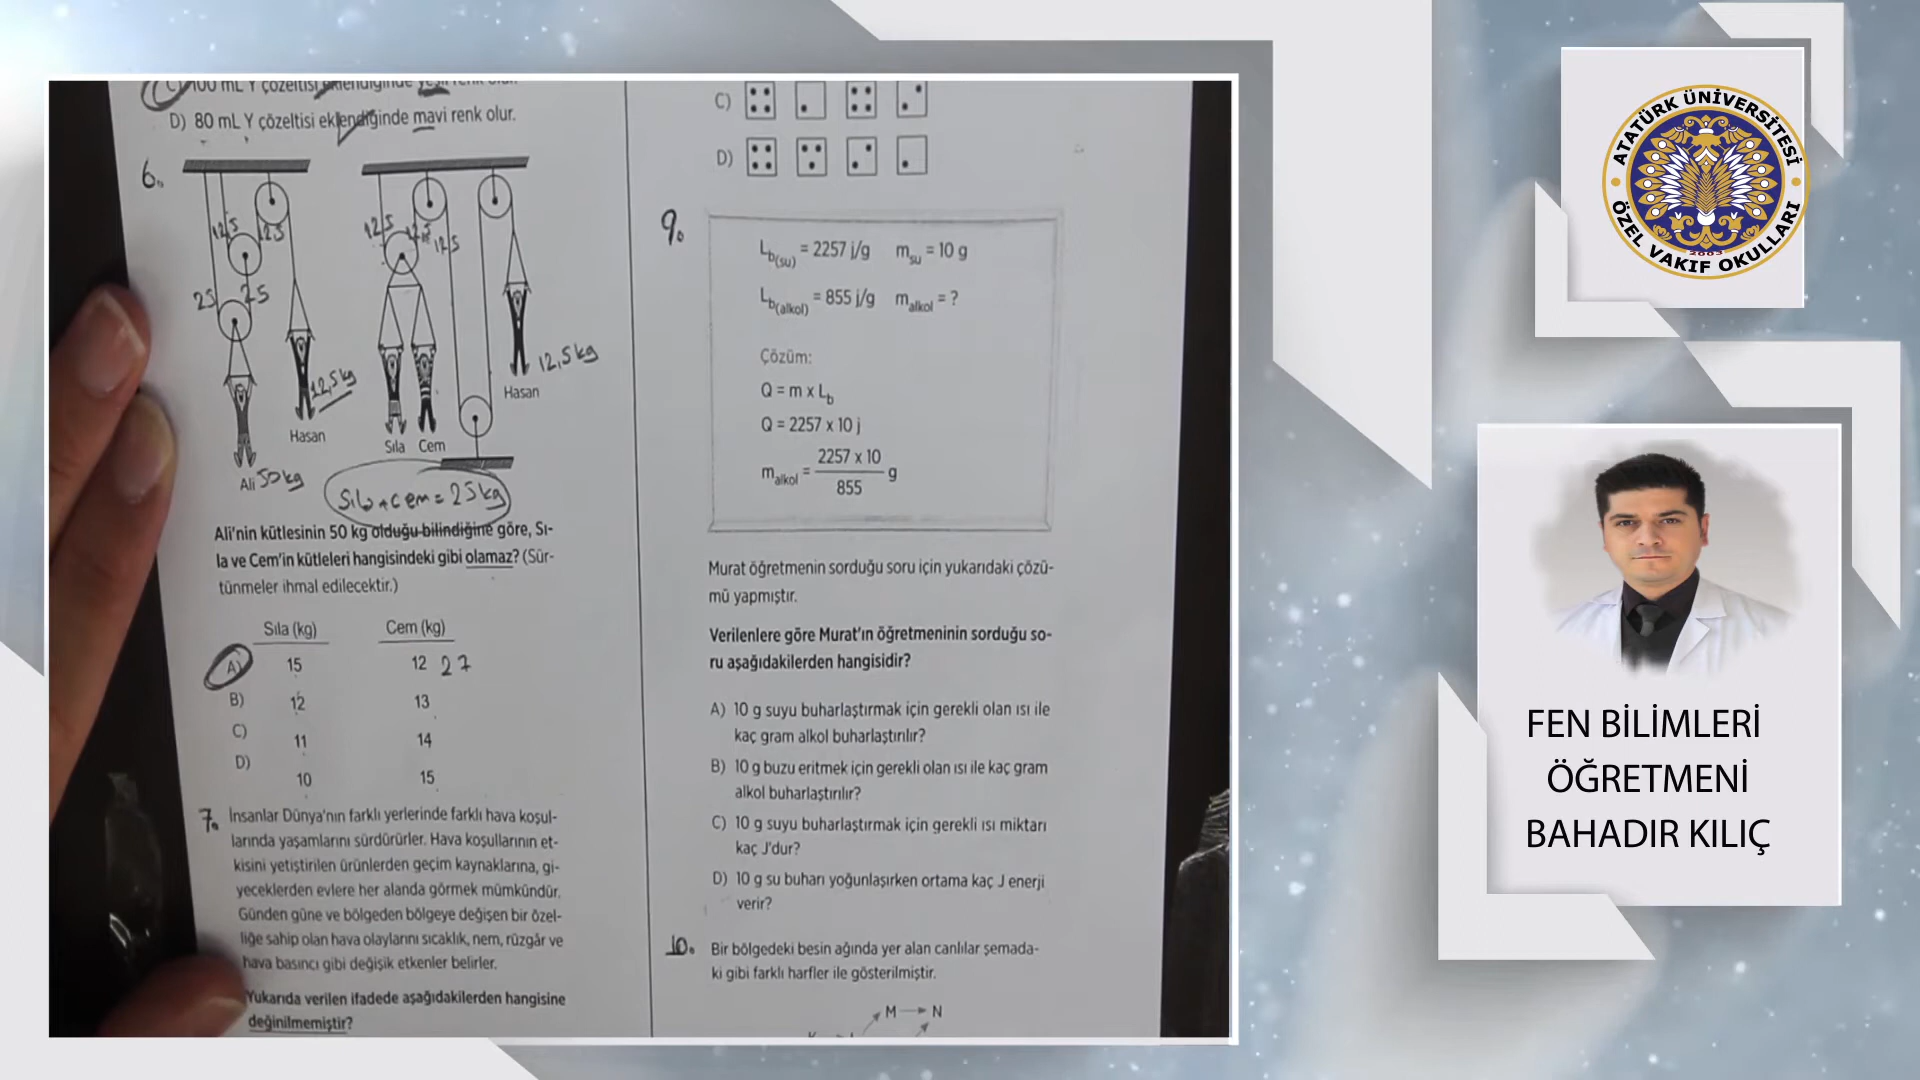 C) 100 mL Y çözeltisi eklendiğinde yeşil renk olur.
D) 80 mL Y çözeltisi eklendiğinde mavi renk olur.
6.
12,5
12,5
25
25
12,5 kg
Hasan
Ali 50 kg
12,5
12,5
12,5
Sıla Cem
Hasan
12,5 kg
Sıla + Cem = 25 kg
Ali'nin kütlesinin 50 kg olduğu bilindiğine göre, Sı-
la ve Cem'in kütleleri hangisindeki gibi olamaz? (Sür-
tünmeler ihmal edilecektir.)
Sıla (kg) Cem (kg)
A) 15 12 27
B) 12 13
C) 11 14
D) 10 15
7. İnsanlar Dünya'nın farklı yerlerinde farklı hava koşul-
larında yaşamlarını sürdürürler. Hava koşullarının et-
kisini yetiştirilen ürünlerden geçim kaynaklarına, gi-
yeceklerden evlere her alanda görmek mümkündür.
Günden güne ve bölgeden bölgeye değişen bir özel-
liğe sahip olan hava olaylarını sıcaklık, nem, rüzgâr ve
hava basıncı gibi değişik etkenler belirler.
Yukarıda verilen ifadede aşağıdakilerden hangisine
değinilmemiştir?
C)
D)
9.
Lb(su) = 2257 j/g msu = 10 g
Lb(alkol) = 855 j/g malkol = ?
Çözüm:
Q = m x Lb
Q = 2257 x 10 j
malkol = 2257 x 10 / 855 g
Murat öğretmenin sorduğu soru için yukarıdaki çözü-
mü yapmıştır.
Verilenlere göre Murat'ın öğretmeninin sorduğu so-
ru aşağıdakilerden hangisidir?
A) 10 g suyu buharlaştırmak için gerekli olan ısı ile
kaç gram alkol buharlaştırılır?
B) 10 g buzu eritmek için gerekli olan ısı ile kaç gram
alkol buharlaştırılır?
C) 10 g suyu buharlaştırmak için gerekli ısı miktarı
kaç J'dur?
D) 10 g su buharı yoğunlaşırken ortama kaç J enerji
verir?
10. Bir bölgedeki besin ağında yer alan canlılar şemada-
ki gibi farklı harfler ile gösterilmiştir.
M N
ATATÜRK ÜNİVERSİTESİ
ÖZEL VAKIF OKULLARI
2005
FEN BİLİMLERİ
ÖĞRETMENİ
BAHADIR KILIÇ